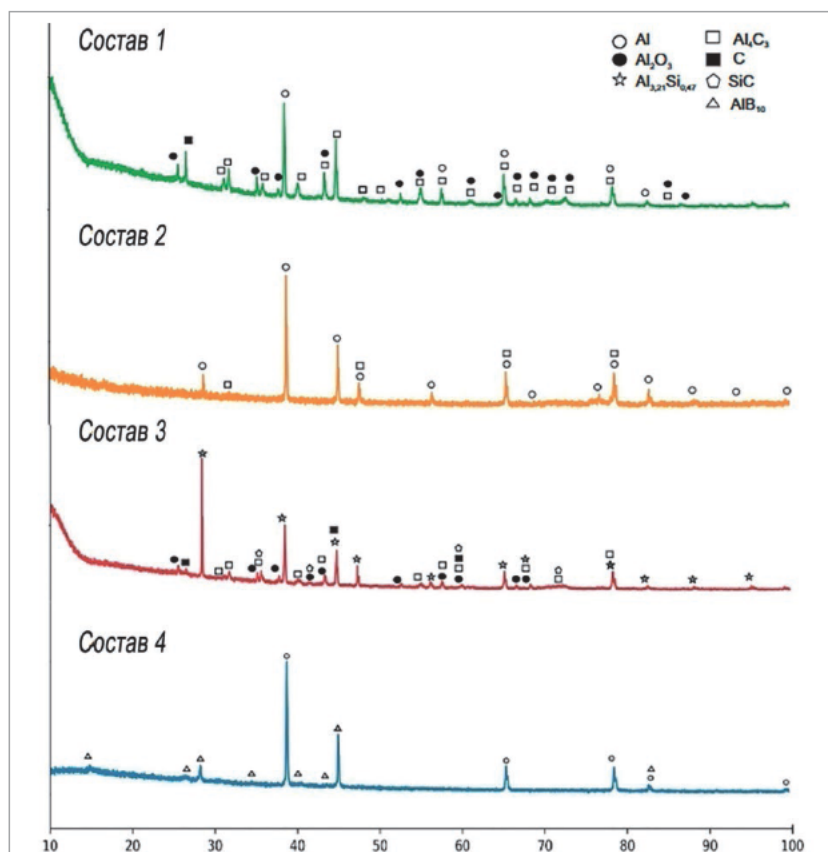 Состав 1
Al
Al₂O₃
Al₃,₂₁Si₀,₄₇
Al₄C₃
C
SiC
AlB₁₀
Состав 2
Состав 3
Состав 4
10 20 30 40 50 60 70 80 90 100